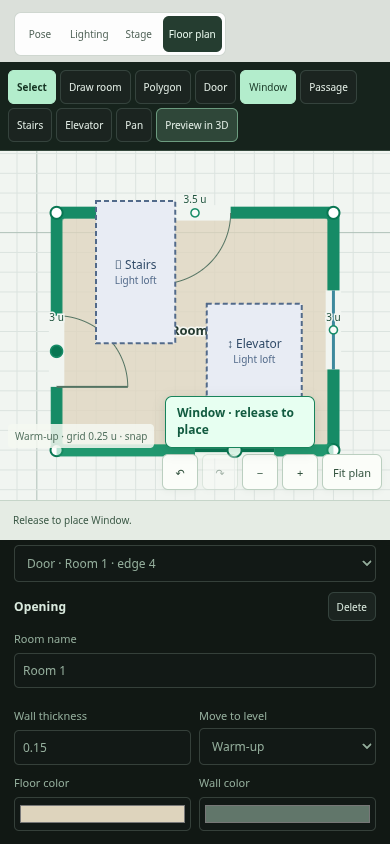 Pose Lighting Stage Floor plan
Select Draw room Polygon Door Window Passage
Stairs Elevator Pan Preview in 3D
3.5 u
Stairs
Light loft
3 u
3 u
Room
↕ Elevator
Light loft
Window · release to
place
Warm-up · grid 0.25 u · snap
↶ ↷ − + Fit plan
Release to place Window.
Door · Room 1 · edge 4
Opening Delete
Room name
Room 1
Wall thickness Move to level
0.15 Warm-up
Floor color Wall color